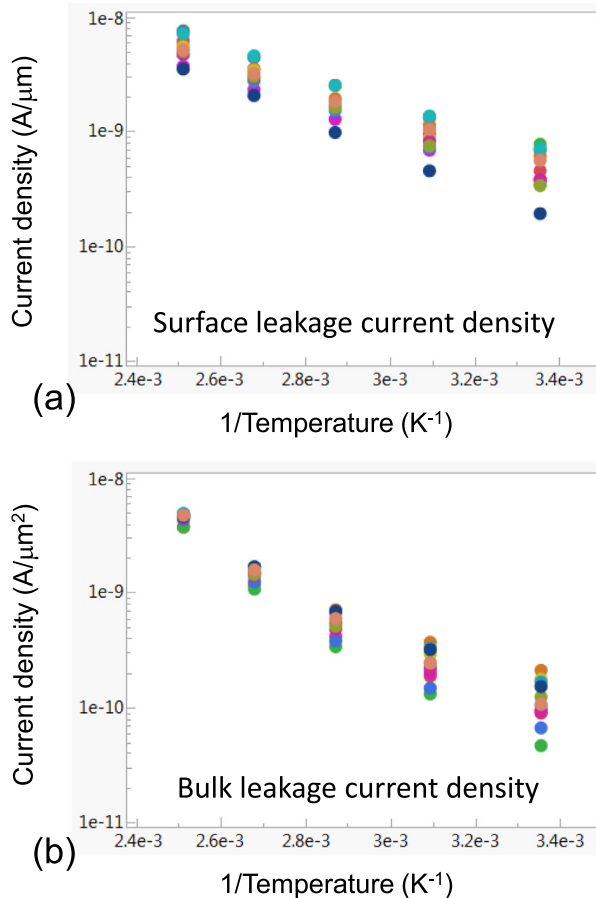 Current density (A/μm)
1e-8
1e-9
1e-10
1e-11
Surface leakage current density
2.4e-3 2.6e-3 2.8e-3 3e-3 3.2e-3 3.4e-3
(a)
1/Temperature (K⁻¹)
Current density (A/μm²)
1e-8
1e-9
1e-10
1e-11
Bulk leakage current density
2.4e-3 2.6e-3 2.8e-3 3e-3 3.2e-3 3.4e-3
(b)
1/Temperature (K⁻¹)